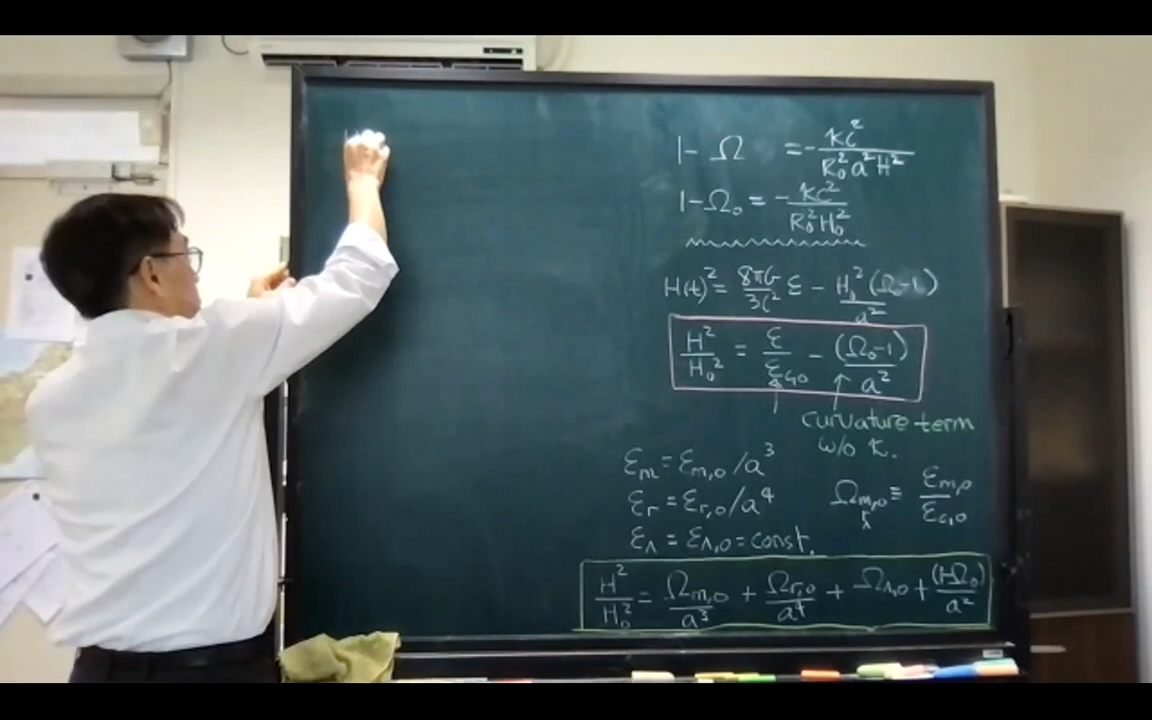 1 - Ω = - κc² / R₀²a²H²
1 - Ω₀ = - κc² / R₀²H₀²
H(t)² = 8πG/3c² ε - H₀²(Ω₀-1)/a²
H²/H₀² = ε/ε_c,0 - (Ω₀-1)/a²
curvature term
w/o κ.
ε_m = ε_m,0 /a³
ε_r = ε_r,0 /a⁴
Ω_m,0 ≡ ε_m,0/ε_c,0
r
Λ
ε_Λ = ε_Λ,0 = const.
H²/H₀² = Ω_m,0/a³ + Ω_r,0/a⁴ + Ω_Λ,0 + (1-Ω₀)/a²